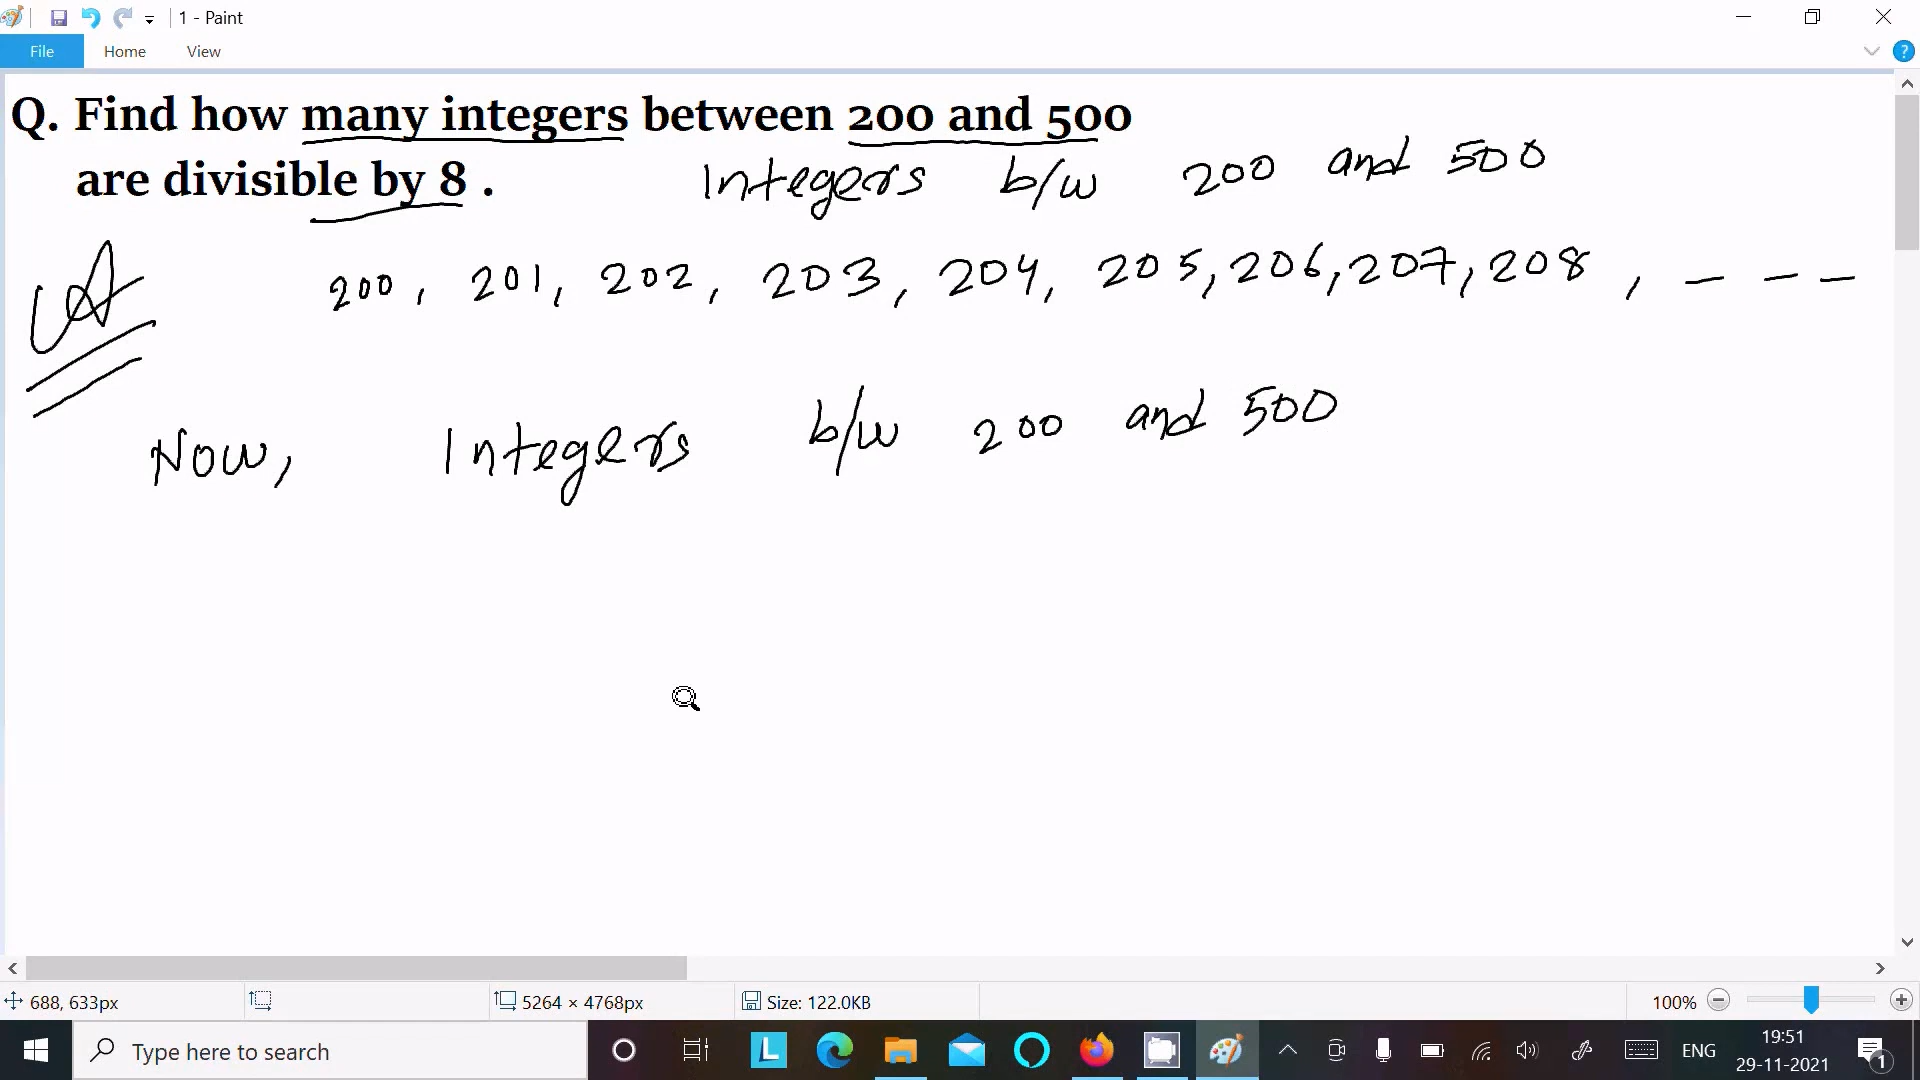 1 - Paint
File Home View
Q. Find how many integers between 200 and 500
are divisible by 8 .
Integers b/w 200 and 500
200, 201, 202, 203, 204, 205, 206, 207, 208, - - -
Now, Integers b/w 200 and 500
688, 633px 5264 × 4768px Size: 122.0KB 100%
Type here to search
L
ENG
19:51
29-11-2021
1